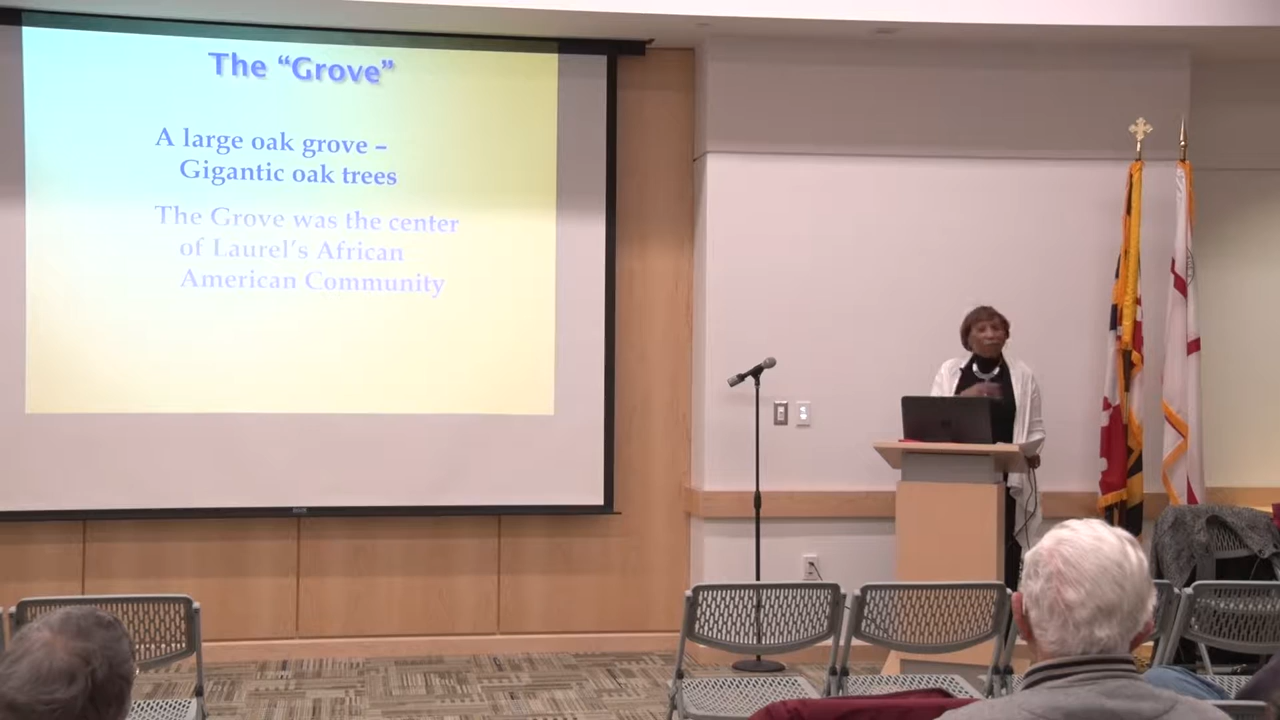 The “Grove”
A large oak grove –
Gigantic oak trees
The Grove was the center
of Laurel’s African
American Community